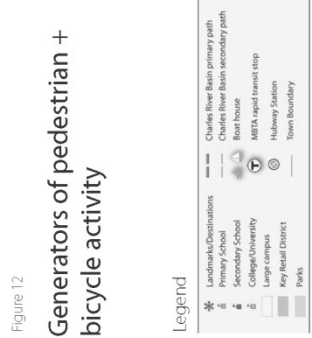 Figure 12
Generators of pedestrian +
bicycle activity
Legend
Landmarks/Destinations
Primary School
Secondary School
College/University
Large campus
Key Retail District
Parks
Charles River Basin primary path
Charles River Basin secondary path
Boat house
T MBTA rapid transit stop
Hubway Station
Town Boundary